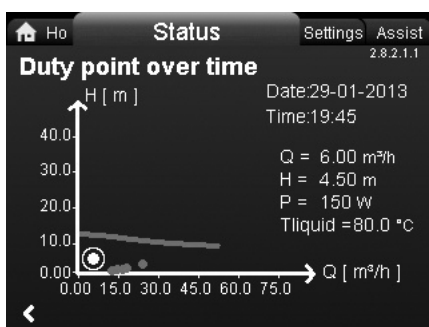 Ho Status Settings Assist
2.8.2.1.1
Duty point over time
H [ m ]
Date:29-01-2013
Time:19:45
40.0
30.0
20.0
10.0
0.00
Q = 6.00 m³/h
H = 4.50 m
P = 150 W
Tliquid =80.0 °C
0.00 15.0 30.0 45.0 60.0 75.0
Q [ m³/h ]